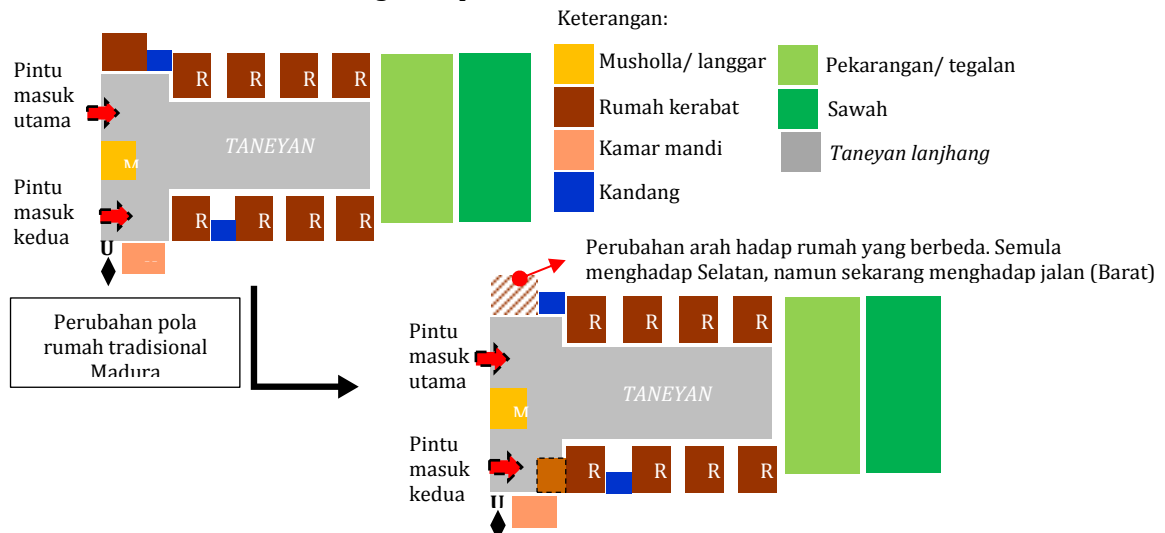 Keterangan:
Musholla/ langgar
Rumah kerabat
Kamar mandi
Kandang
Pekarangan/ tegalan
Sawah
Taneyan lanjhang
Pintu
masuk
utama
R R R R
TANEYAN
M
Pintu
masuk
kedua
R R R R
U
Perubahan pola
rumah tradisional
Madura
Perubahan arah hadap rumah yang berbeda. Semula
menghadap Selatan, namun sekarang menghadap jalan (Barat)
Pintu
masuk
utama
R R R R
TANEYAN
M
Pintu
masuk
kedua
R R R R
U